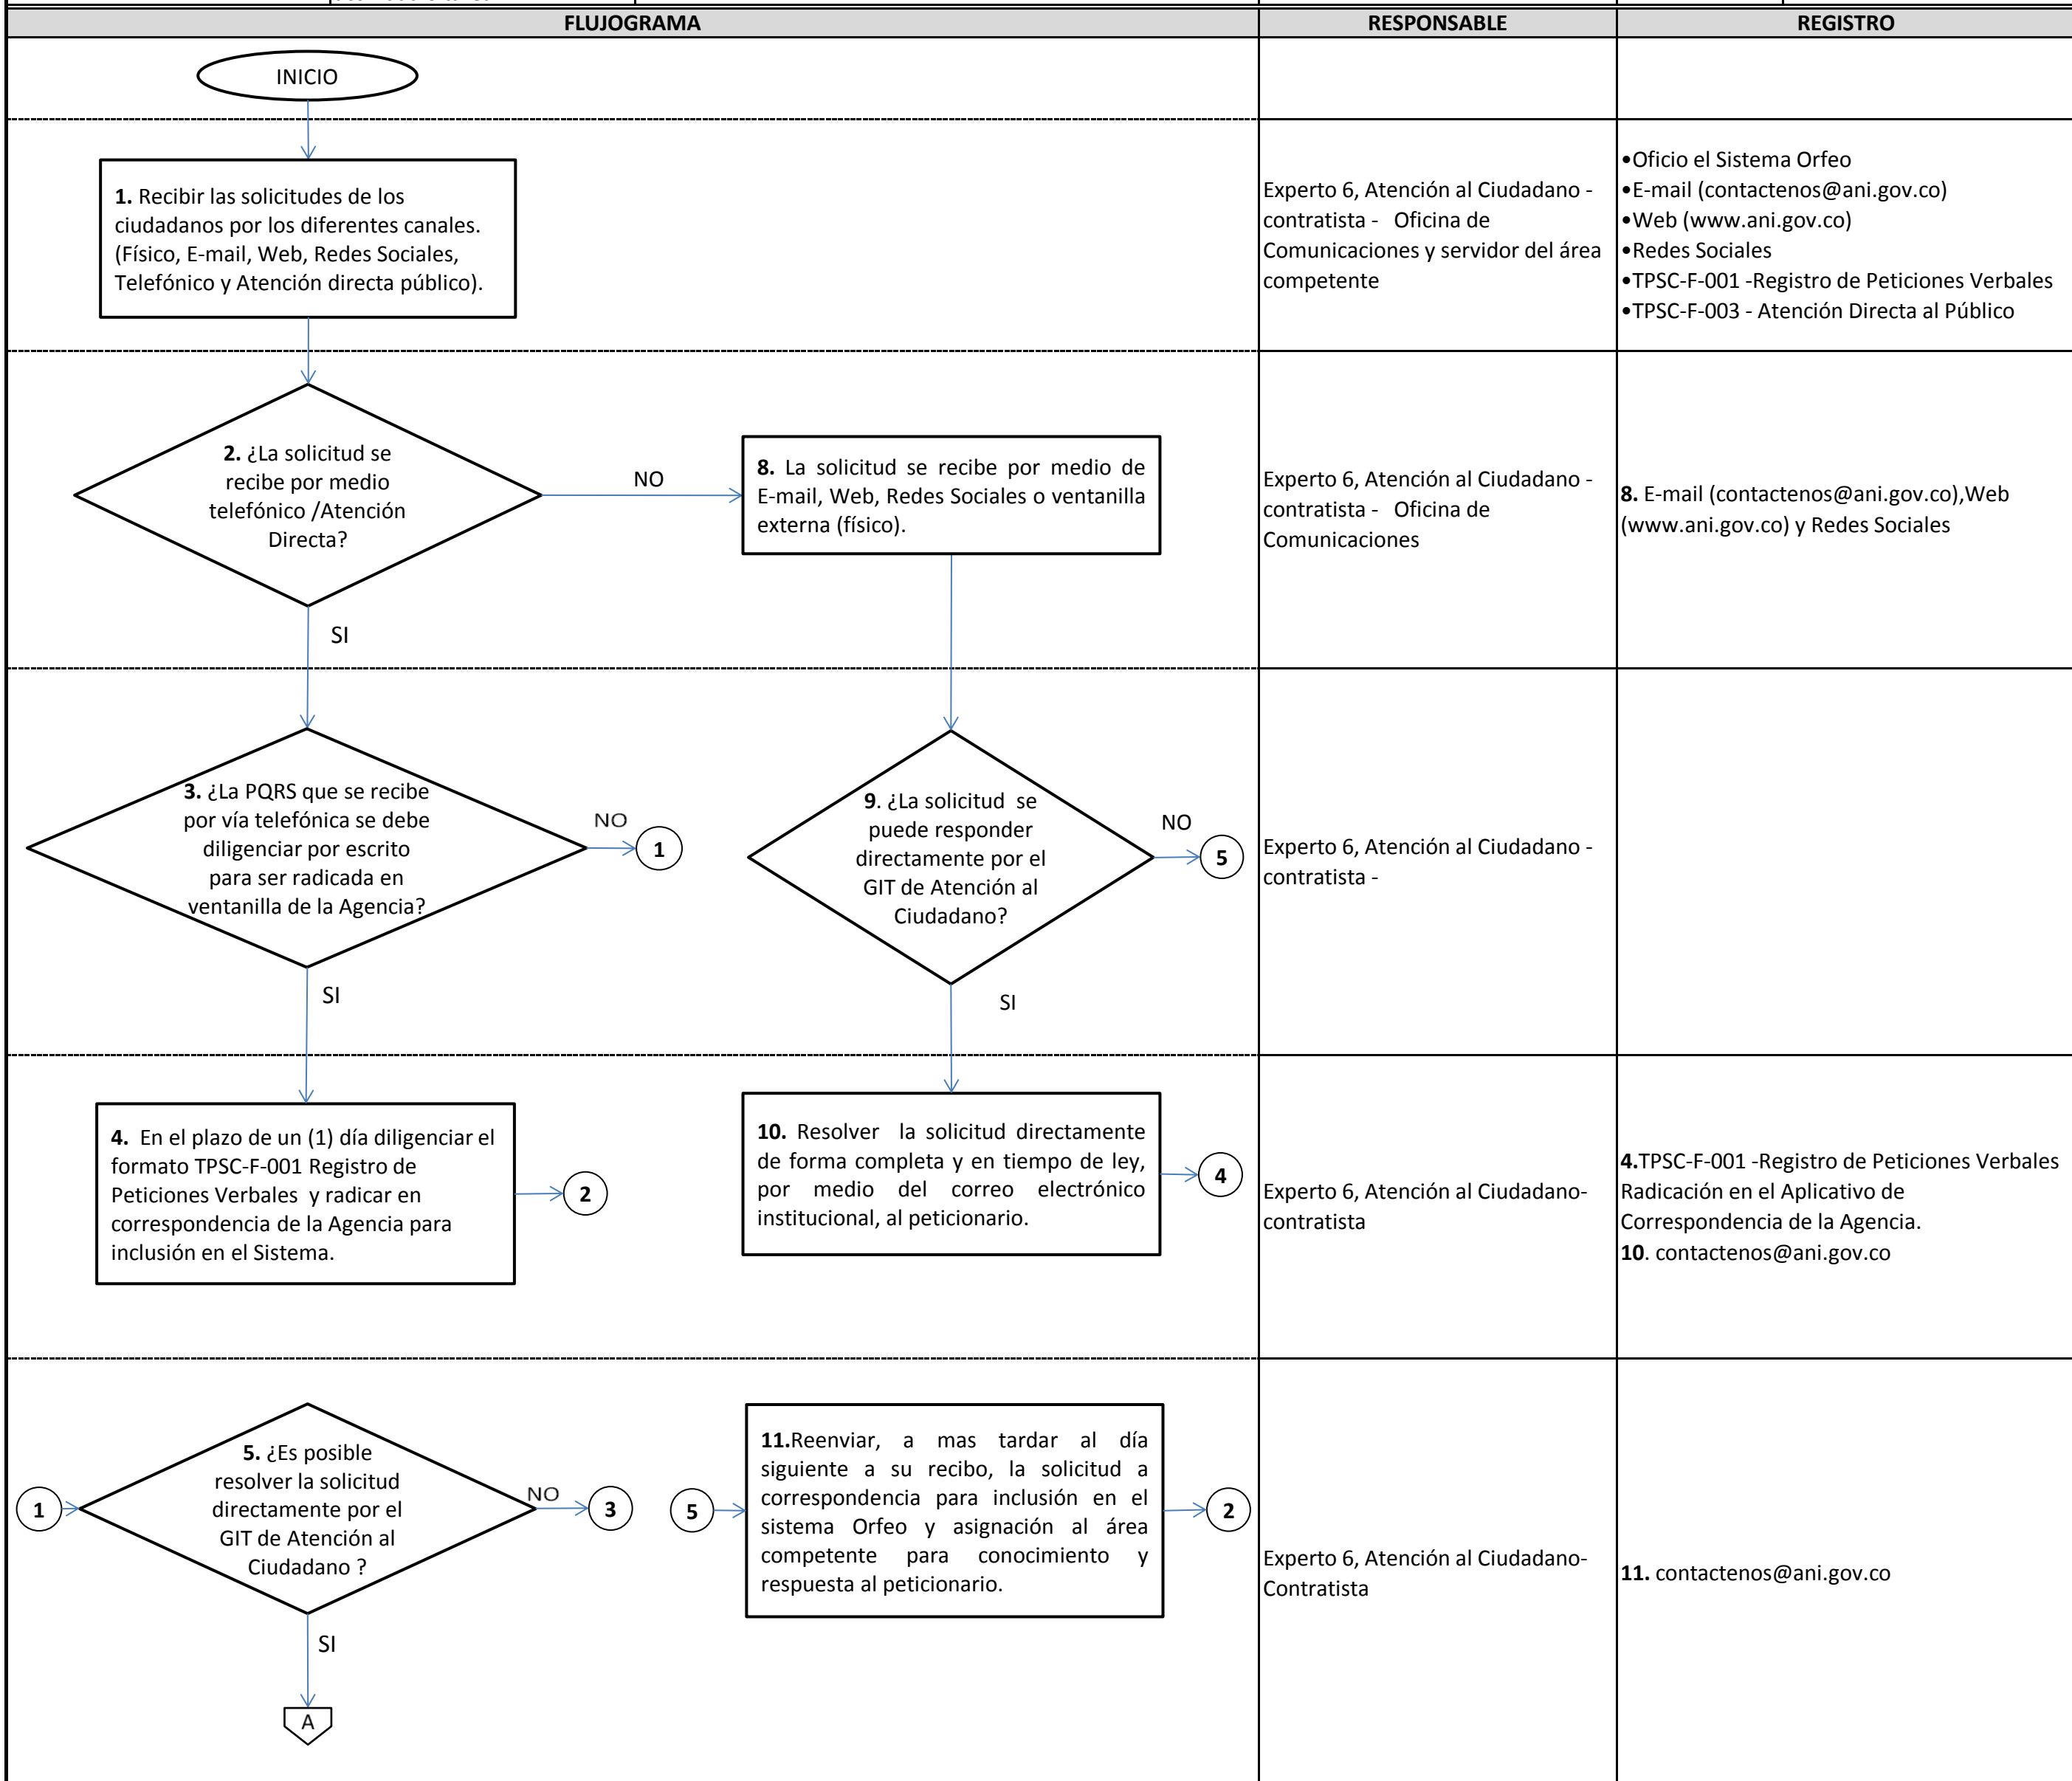 FLUJOGRAMA
RESPONSABLE
REGISTRO
INICIO
1. Recibir las solicitudes de los
ciudadanos por los diferentes canales.
(Físico, E-mail, Web, Redes Sociales,
Telefónico y Atención directa público).
Experto 6, Atención al Ciudadano -
contratista - Oficina de
Comunicaciones y servidor del área
competente
•Oficio el Sistema Orfeo
•E-mail (contactenos@ani.gov.co)
•Web (www.ani.gov.co)
•Redes Sociales
•TPSC-F-001 -Registro de Peticiones Verbales
•TPSC-F-003 - Atención Directa al Público
2. ¿La solicitud se
recibe por medio
telefónico /Atención
Directa?
NO
SI
8. La solicitud se recibe por medio de
E-mail, Web, Redes Sociales o ventanilla
externa (físico).
Experto 6, Atención al Ciudadano -
contratista - Oficina de
Comunicaciones
8. E-mail (contactenos@ani.gov.co),Web
(www.ani.gov.co) y Redes Sociales
3. ¿La PQRS que se recibe
por vía telefónica se debe
diligenciar por escrito
para ser radicada en
ventanilla de la Agencia?
NO
1
SI
9. ¿La solicitud se
puede responder
directamente por el
GIT de Atención al
Ciudadano?
NO
5
SI
Experto 6, Atención al Ciudadano -
contratista -
4. En el plazo de un (1) día diligenciar el
formato TPSC-F-001 Registro de
Peticiones Verbales y radicar en
correspondencia de la Agencia para
inclusión en el Sistema.
2
10. Resolver la solicitud directamente
de forma completa y en tiempo de ley,
por medio del correo electrónico
institucional, al peticionario.
4
Experto 6, Atención al Ciudadano-
contratista
4.TPSC-F-001 -Registro de Peticiones Verbales
Radicación en el Aplicativo de
Correspondencia de la Agencia.
10. contactenos@ani.gov.co
1
5. ¿Es posible
resolver la solicitud
directamente por el
GIT de Atención al
Ciudadano ?
NO
3
SI
A
5
11.Reenviar, a mas tardar al día
siguiente a su recibo, la solicitud a
correspondencia para inclusión en el
sistema Orfeo y asignación al área
competente para conocimiento y
respuesta al peticionario.
2
Experto 6, Atención al Ciudadano-
Contratista
11. contactenos@ani.gov.co